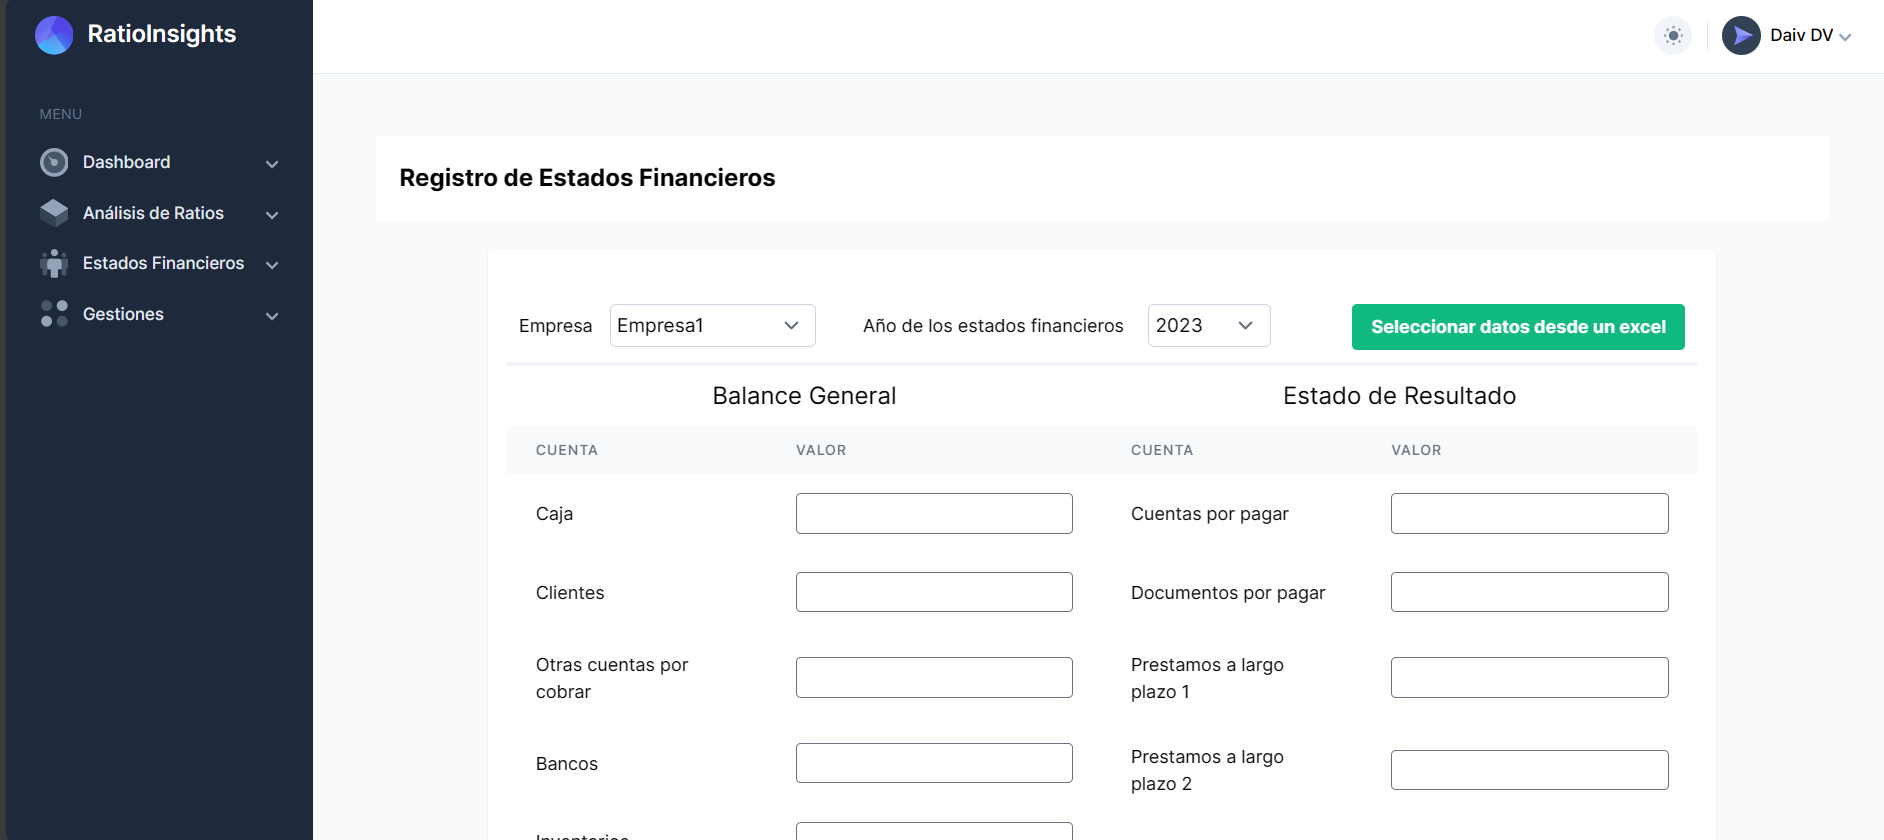 RatioInsights
Daiv DV
MENU
Dashboard
Análisis de Ratios
Estados Financieros
Gestiones
Registro de Estados Financieros
Empresa Empresa1 Año de los estados financieros 2023 Seleccionar datos desde un excel
Balance General Estado de Resultado
CUENTA VALOR CUENTA VALOR
Caja Cuentas por pagar
Clientes Documentos por pagar
Otras cuentas por
cobrar
Prestamos a largo
plazo 1
Bancos
Prestamos a largo
plazo 2
Inventarios